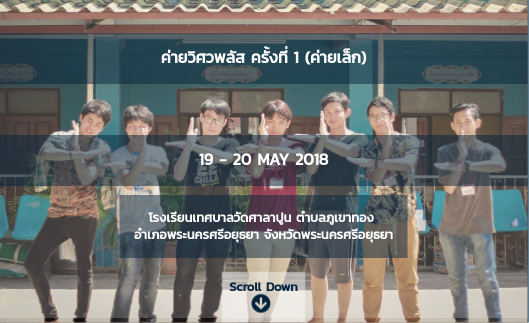 ค่ายวิศวพลัส ครั้งที่ 1 (ค่ายเล็ก)
19 - 20 MAY 2018
โรงเรียนเทศบาลวัดศาลาปูน ตำบลภูเขาทอง
อำเภอพระนครศรีอยุธยา จังหวัดพระนครศรีอยุธยา
Scroll Down